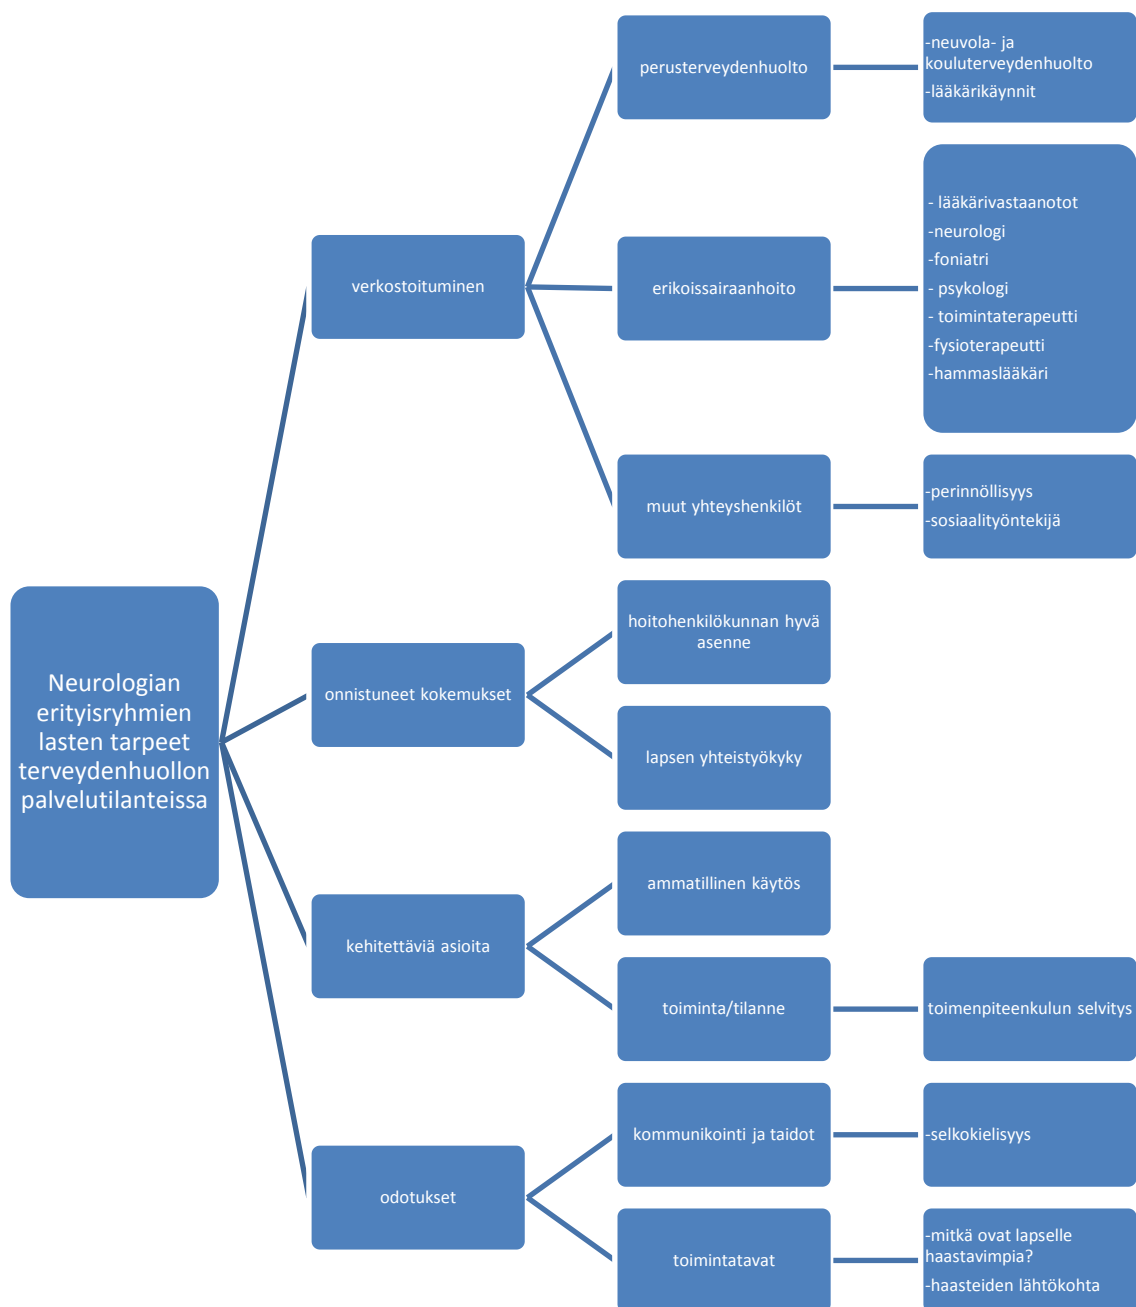 Neurologian
erityisryhmien
lasten tarpeet
terveydenhuollon
palvelutilanteissa
verkostoituminen
perusterveydenhuolto
-neuvola- ja
kouluterveydenhuolto
-lääkärikäynnit
erikoissairaanhoito
- lääkärivastaanotot
-neurologi
-foniatri
- psykologi
- toimintaterapeutti
-fysioterapeutti
-hammaslääkäri
muut yhteyshenkilöt
-perinnöllisyys
-sosiaalityöntekijä
onnistuneet kokemukset
hoitohenkilökunnan hyvä
asenne
lapsen yhteistyökyky
kehitettäviä asioita
ammatillinen käytös
toiminta/tilanne
toimenpiteenkulun selvitys
odotukset
kommunikointi ja taidot
-selkokielisyys
toimintatavat
-mitkä ovat lapselle
haastavimpia?
-haasteiden lähtökohta